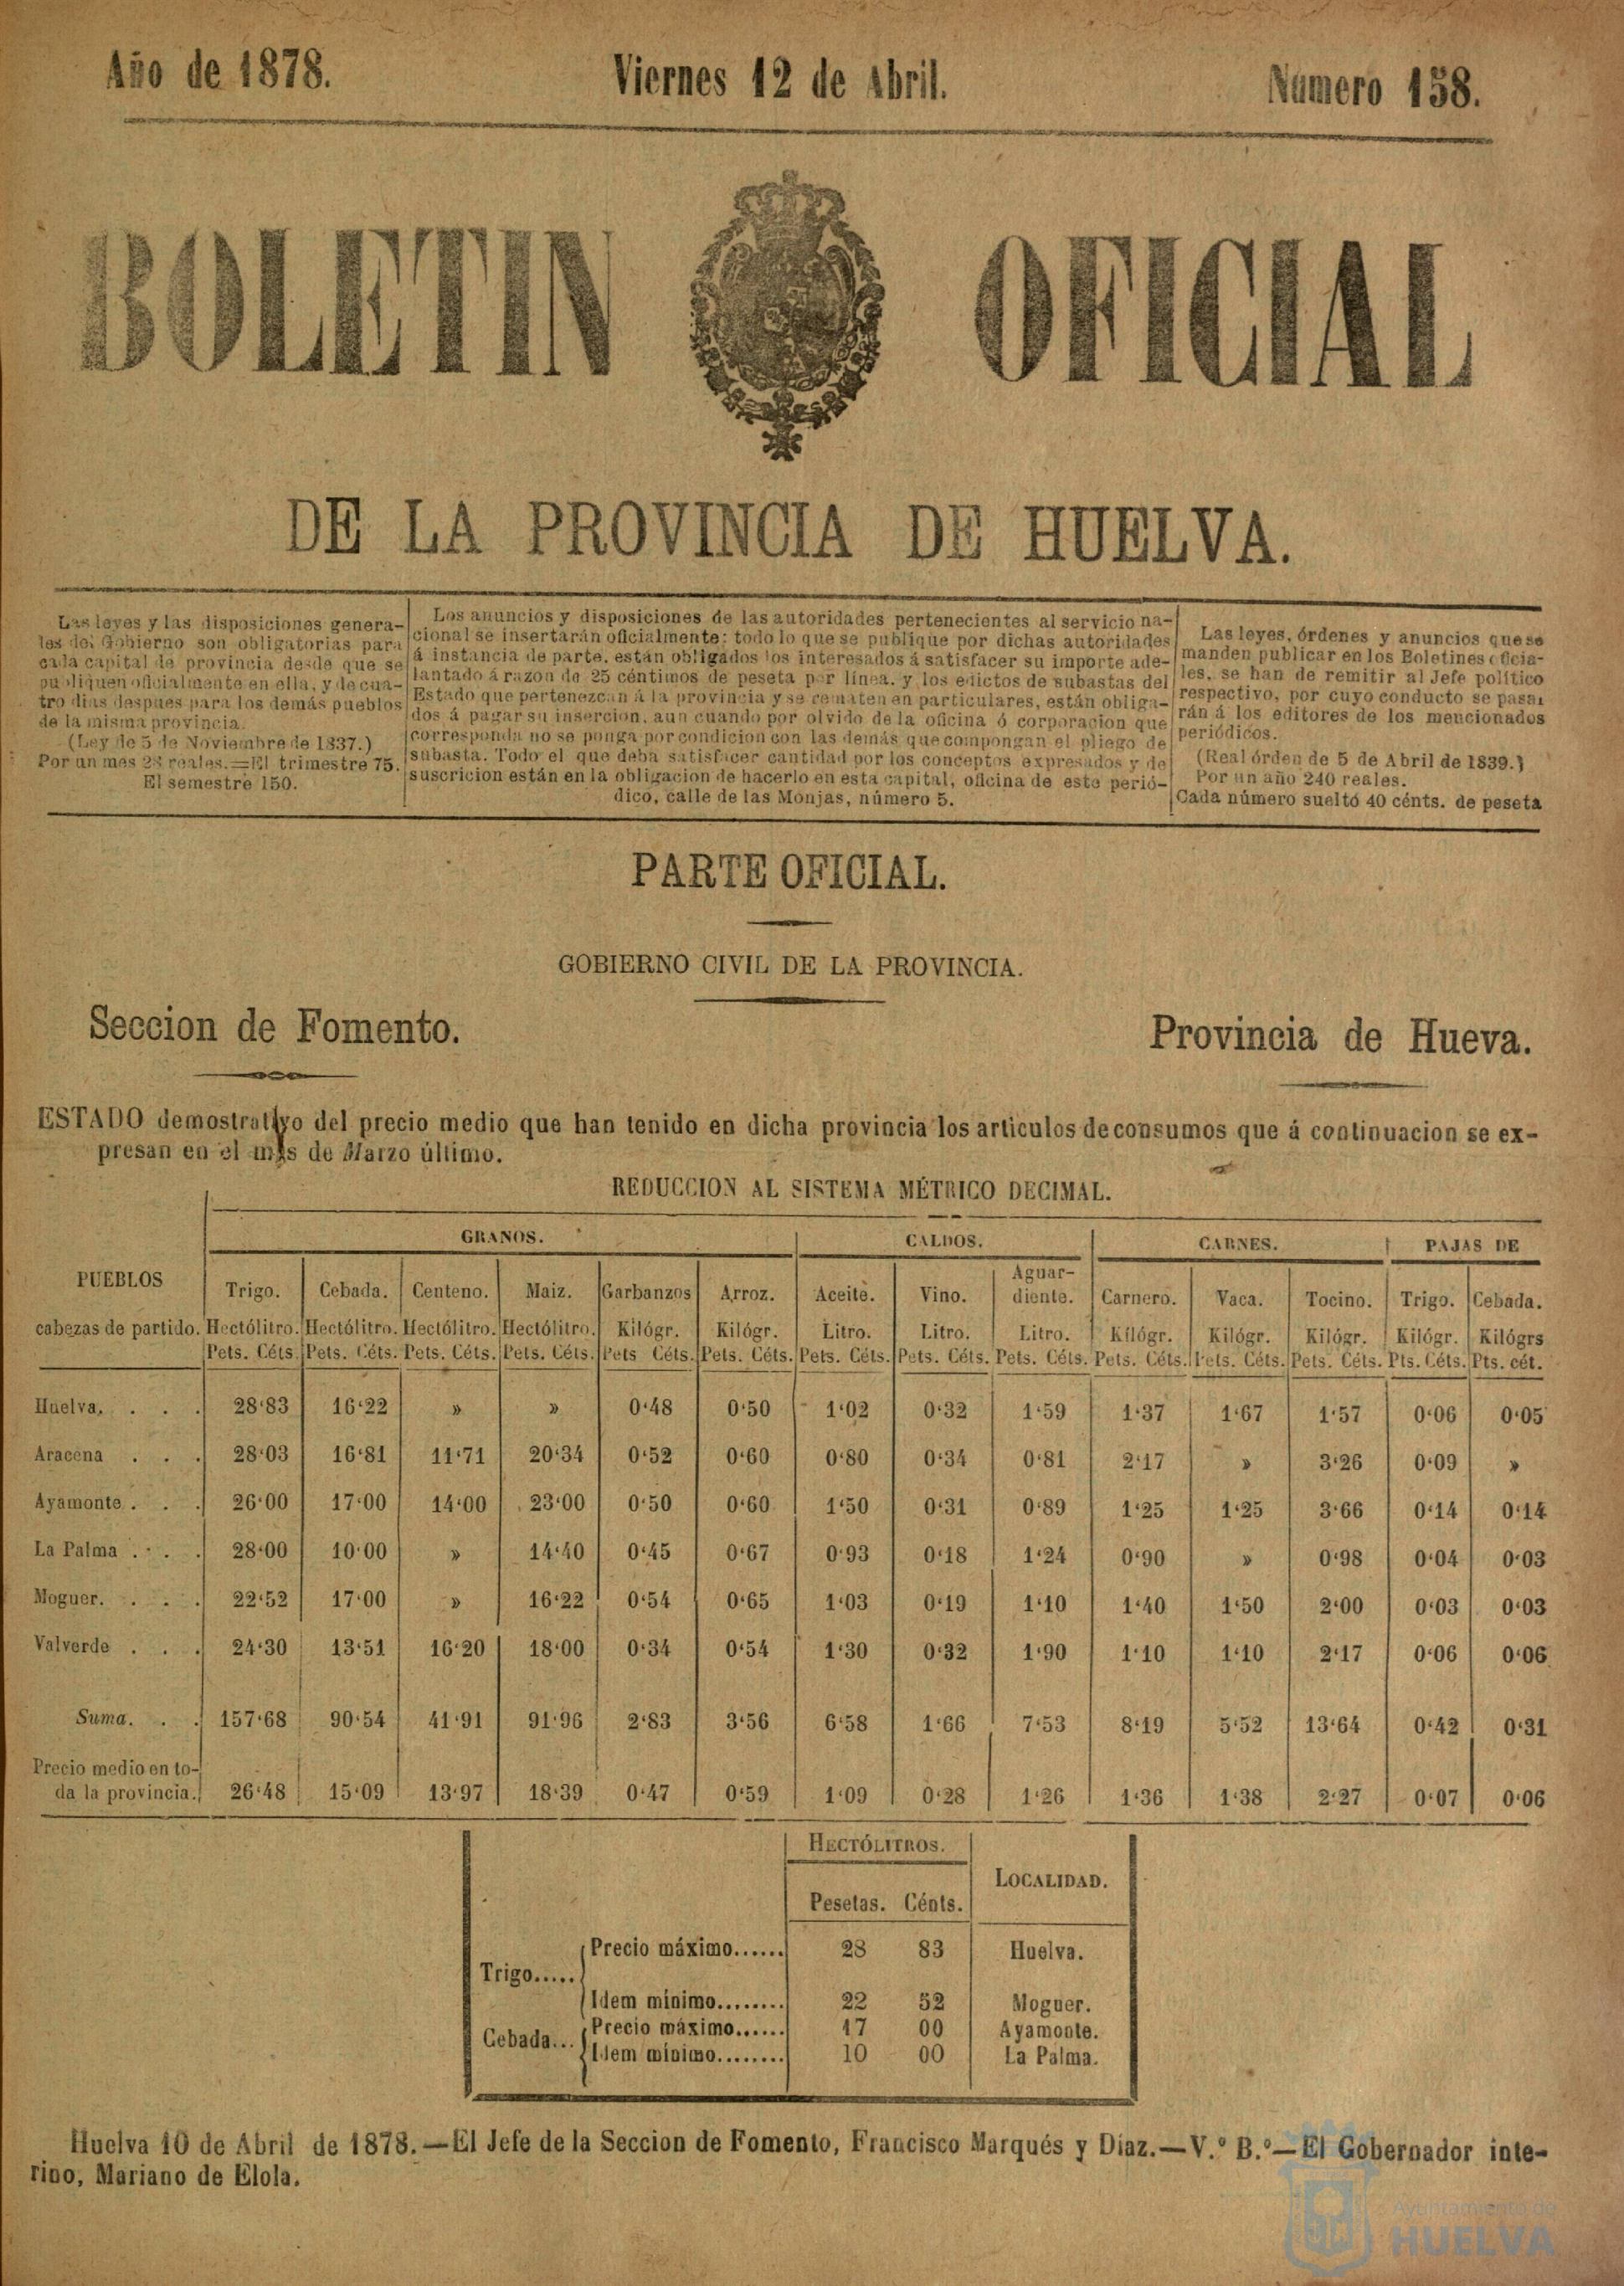 Año de 1878.
Viernes 12 de Abril.
Numero 158.
BOLETIN OFICIAL
DE LA PROVINCIA DE HUELVA.
Las leyes y las disposiciones genera-
les del Gobierno son obligatorias para
cada capital de provincia desde que se
publiquen oficialmente en ella, y de cua-
tro dias despues para los demás pueblos
de la misma provincia.
(Ley de 3 de Noviembre de 1837.)
Por un mes 28 reales.=El trimestre 75.
El semestre 150.
Los anuncios y disposiciones de las autoridades pertenecientes al servicio na-
cional se insertarán oficialmente: todo lo que se publique por dichas autoridades
á instancia de parte, están obligados los interesados á satisfacer su importe ade-
lantado á razon de 25 céntimos de peseta por línea, y los edictos de subastas del
Estado que pertenezcan á la provincia y se rematen en particulares, están obliga-
dos á pagar su insercion, aun cuando por olvido de la oficina ó corporacion que
corresponda no se ponga por condicion con las demás que compongan el pliego de
subasta. Todo el que deba satisfacer cantidad por los conceptos expresados y de
suscricion están en la obligacion de hacerlo en esta capital, oficina de este perió-
dico, calle de las Monjas, número 5.
Las leyes, órdenes y anuncios que se
manden publicar en los Boletines oficia-
les, se han de remitir al Jefe político
respectivo, por cuyo conducto se pasa-
rán á los editores de los mencionados
periódicos.
(Real órden de 5 de Abril de 1839.)
Por un año 240 reales.
Cada número sueltó 40 cénts. de peseta
PARTE OFICIAL.
GOBIERNO CIVIL DE LA PROVINCIA.
Seccion de Fomento.
Provincia de Hueva.
ESTADO demostrativo del precio medio que han tenido en dicha provincia los articulos de consumos que á continuacion se ex-
presan en el mes de Marzo último.
REDUCCION AL SISTEMA MÉTRICO DECIMAL.
GRANOS. CALDOS. CARNES. PAJAS DE
PUEBLOS
cabezas de partido.
Trigo. Cebada. Centeno. Maiz. Garbanzos Arroz. Aceite. Vino. Aguar-
diente. Carnero. Vaca. Tocino. Trigo. Cebada.
Hectólitro. Hectólitro. Hectólitro. Hectólitro. Kilógr. Kilógr. Litro. Litro. Litro. Kilógr. Kilógr. Kilógr. Kilógr. Kilógrs
Pets. Céts. Pets. Céts. Pets. Céts. Pets. Céts. Pets Céts. Pets. Céts. Pets. Céts. Pets. Céts. Pets. Céts. Pets. Céts. Pets. Céts. Pets. Céts. Pts. Céts. Pts. cét.
Huelva. . . . 28‘83 16‘22 » » 0‘48 0‘50 1‘02 0‘32 1‘59 1‘37 1‘67 1‘57 0‘06 0‘05
Aracena . . . 28‘03 16‘81 11‘71 20‘34 0‘52 0‘60 0‘80 0‘34 0‘81 2‘17 » 3‘26 0‘09 »
Ayamonte. . . 26‘00 17‘00 14‘00 23‘00 0‘50 0‘60 1‘50 0‘31 0‘89 1‘25 1‘25 3‘66 0‘14 0‘14
La Palma . . . 28‘00 10‘00 » 14‘40 0‘45 0‘67 0‘93 0‘18 1‘24 0‘90 » 0‘98 0‘04 0‘03
Moguer. . . . 22‘52 17‘00 » 16‘22 0‘54 0‘65 1‘03 0‘19 1‘10 1‘40 1‘50 2‘00 0‘03 0‘03
Valverde . . . 24‘30 13‘51 16‘20 18‘00 0‘34 0‘54 1‘30 0‘32 1‘90 1‘10 1‘10 2‘17 0‘06 0‘06
Suma. . . 157‘68 90‘54 41‘91 91‘96 2‘83 3‘56 6‘58 1‘66 7‘53 8‘19 5‘52 13‘64 0‘42 0‘31
Precio medio en to-
da la provincia. 26‘48 15‘09 13‘97 18‘39 0‘47 0‘59 1‘09 0‘28 1‘26 1‘36 1‘38 2‘27 0‘07 0‘06
HECTÓLITROS.
LOCALIDAD.
Pesetas. Cénts.
Trigo.....
Precio máximo...... 28 83 Huelva.
Idem mínimo........ 22 52 Moguer.
Cebada...
Precio máximo...... 17 00 Ayamonte.
Idem mínimo........ 10 00 La Palma.
Huelva 10 de Abril de 1878.—El Jefe de la Seccion de Fomento, Francisco Marqués y Díaz.—V.º B.º—El Gobernador inte-
rino, Mariano de Elola.
Ayuntamiento de
HUELVA